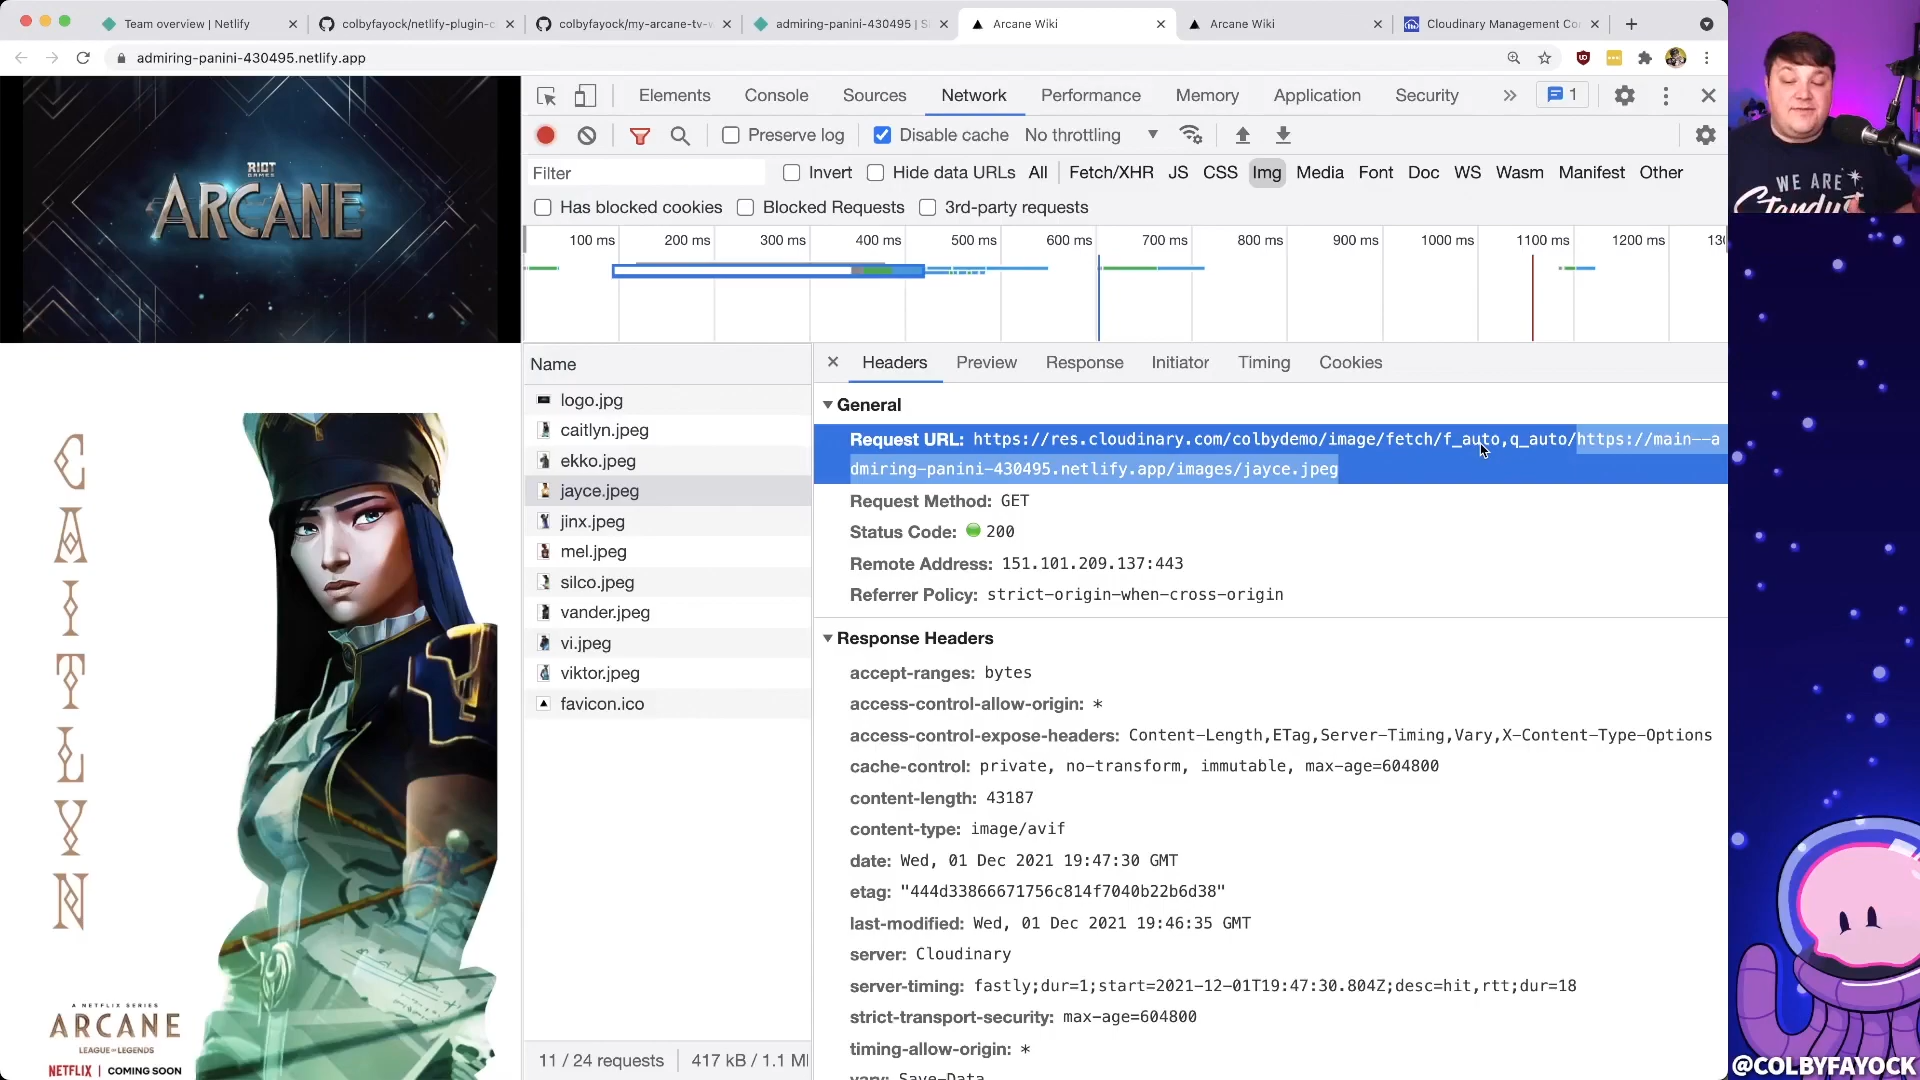 Team overview | Netlify
colbyfayock/netlify-plugin-c
colbyfayock/my-arcane-tv-w
admiring-panini-430495 | S
Arcane Wiki
Arcane Wiki
Cloudinary Management Co
admiring-panini-430495.netlify.app
Elements Console Sources Network Performance Memory Application Security 1
Preserve log Disable cache No throttling
Filter Invert Hide data URLs All Fetch/XHR JS CSS Img Media Font Doc WS Wasm Manifest Other
Has blocked cookies Blocked Requests 3rd-party requests
100 ms 200 ms 300 ms 400 ms 500 ms 600 ms 700 ms 800 ms 900 ms 1000 ms 1100 ms 1200 ms 130
RIOT
GAMES
ARCANE
CAITLYN
A NETFLIX SERIES
ARCANE
LEAGUE OF LEGENDS
NETFLIX | COMING SOON
Name
logo.jpg
caitlyn.jpeg
ekko.jpeg
jayce.jpeg
jinx.jpeg
mel.jpeg
silco.jpeg
vander.jpeg
vi.jpeg
viktor.jpeg
favicon.ico
11 / 24 requests 417 kB / 1.1 M
Headers Preview Response Initiator Timing Cookies
General
Request URL: https://res.cloudinary.com/colbydemo/image/fetch/f_auto,q_auto/https://main--a
dmiring-panini-430495.netlify.app/images/jayce.jpeg
Request Method: GET
Status Code: 200
Remote Address: 151.101.209.137:443
Referrer Policy: strict-origin-when-cross-origin
Response Headers
accept-ranges: bytes
access-control-allow-origin: *
access-control-expose-headers: Content-Length,ETag,Server-Timing,Vary,X-Content-Type-Options
cache-control: private, no-transform, immutable, max-age=604800
content-length: 43187
content-type: image/avif
date: Wed, 01 Dec 2021 19:47:30 GMT
etag: "444d33866671756c814f7040b22b6d38"
last-modified: Wed, 01 Dec 2021 19:46:35 GMT
server: Cloudinary
server-timing: fastly;dur=1;start=2021-12-01T19:47:30.804Z;desc=hit,rtt;dur=18
strict-transport-security: max-age=604800
timing-allow-origin: *
vary: Save-Data
WE ARE
@COLBYFAYOCK